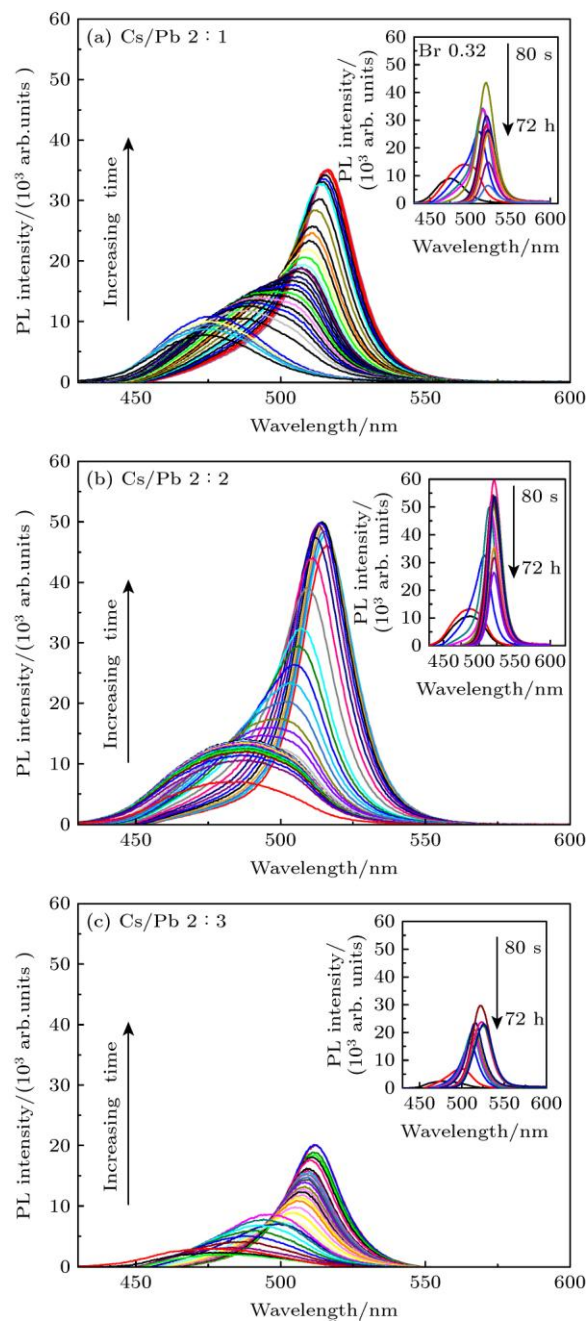 (a) Cs/Pb 2 : 1
PL intensity/(10³ arb.units )
60
50
40
30
20
10
0
Increasing time
450
500
550
600
Wavelength/nm
Br 0.32
80 s
72 h
PL intensity/
(10³ arb. units)
60
50
40
30
20
10
0
450 500 550 600
Wavelength/nm
(b) Cs/Pb 2 : 2
PL intensity/(10³ arb.units )
60
50
40
30
20
10
0
Increasing time
450
500
550
600
Wavelength/nm
80 s
72 h
PL intensity/
(10³ arb. units)
60
50
40
30
20
10
0
450 500 550 600
Wavelength/nm
(c) Cs/Pb 2 : 3
PL intensity/(10³ arb.units )
60
50
40
30
20
10
0
Increasing time
450
500
550
600
Wavelength/nm
80 s
72 h
PL intensity/
(10³ arb. units)
60
50
40
30
20
10
0
450 500 550 600
Wavelength/nm